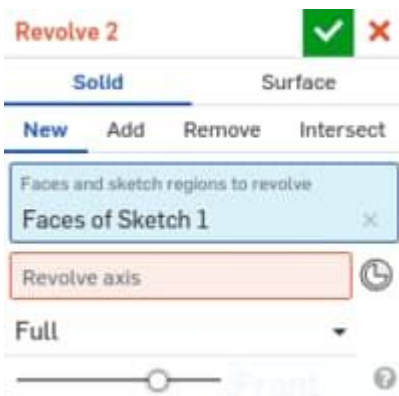 Revolve 2
Solid Surface
New Add Remove Intersect
Faces and sketch regions to revolve
Faces of Sketch 1
Revolve axis
Full
Front